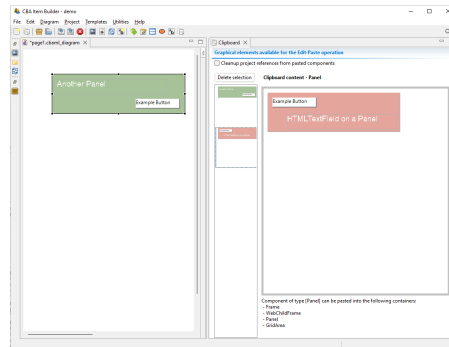 CBA Item Builder - demo
File Edit Diagram Project Templates Utilities Help
*page1.cbaml_diagram
Clipboard
Graphical elements available for the Edit-Paste operation
Cleanup project references from pasted components
Delete selection
Clipboard content - Panel
Another Panel
Example Button
Example Button
HTMLTextField on a Panel
Component of type [Panel] can be pasted into the following containers:
- Frame
- WebChildFrame
- Panel
- GridArea